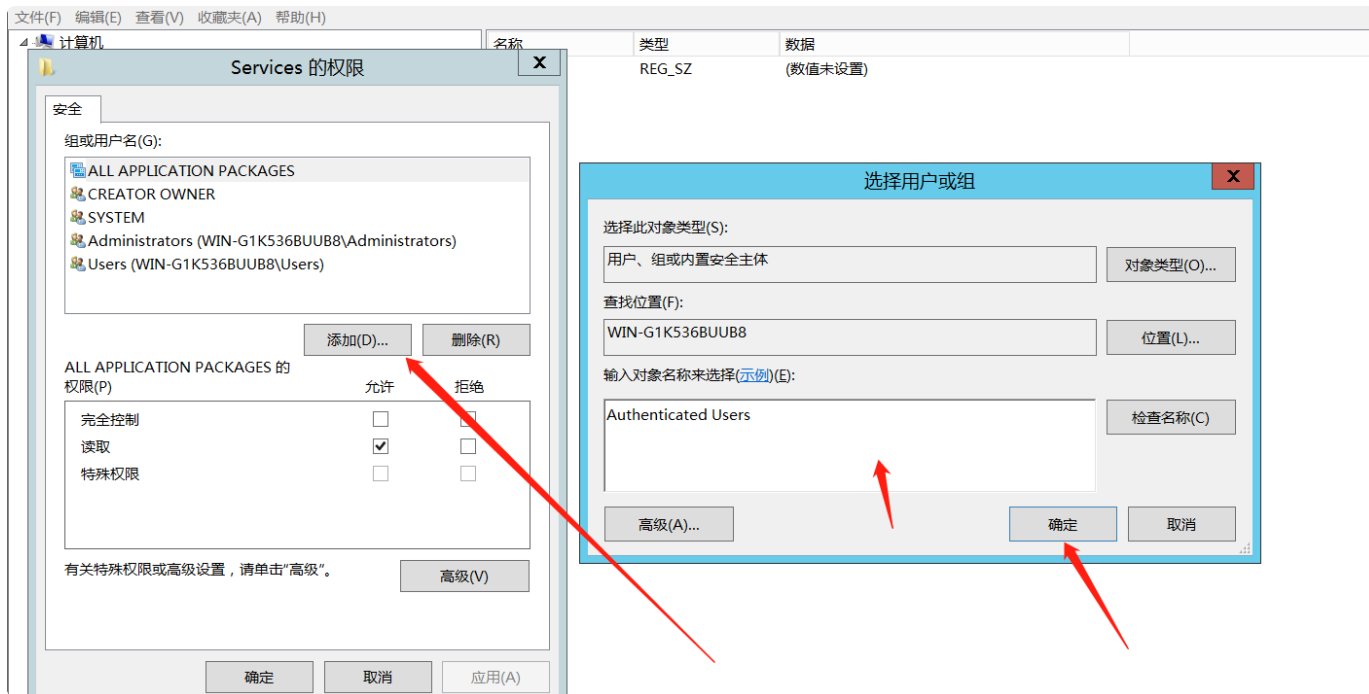 文件(F) 编辑(E) 查看(V) 收藏夹(A) 帮助(H)
计算机
名称 类型 数据
REG_SZ (数值未设置)
Services 的权限
安全
组或用户名(G):
ALL APPLICATION PACKAGES
CREATOR OWNER
SYSTEM
Administrators (WIN-G1K536BUUB8\Administrators)
Users (WIN-G1K536BUUB8\Users)
添加(D)... 删除(R)
ALL APPLICATION PACKAGES 的
权限(P) 允许 拒绝
完全控制
读取
特殊权限
有关特殊权限或高级设置，请单击“高级”。
高级(V)
确定 取消 应用(A)
选择用户或组
选择此对象类型(S):
用户、组或内置安全主体 对象类型(O)...
查找位置(F):
WIN-G1K536BUUB8 位置(L)...
输入对象名称来选择(示例)(E):
Authenticated Users 检查名称(C)
高级(A)... 确定 取消